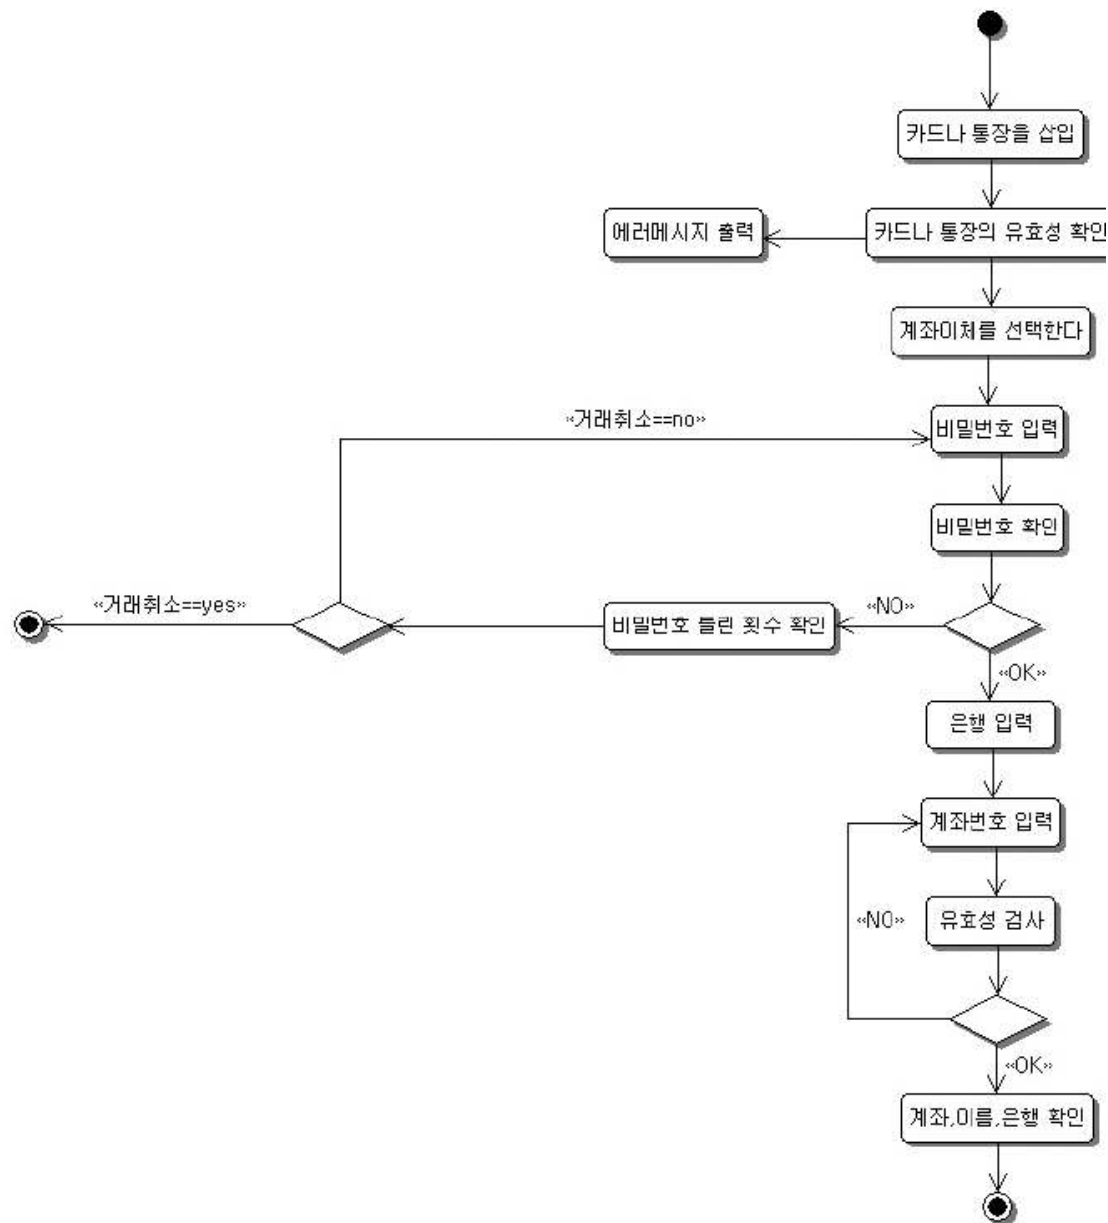 카드나 통장을 삽입
에러메시지 출력
카드나 통장의 유효성 확인
계좌이체를 선택한다
«거래취소==no»
비밀번호 입력
비밀번호 확인
«거래취소==yes»
비밀번호 틀린 횟수 확인
«NO»
«OK»
은행 입력
계좌번호 입력
«NO»
유효성 검사
«OK»
계좌,이름,은행 확인